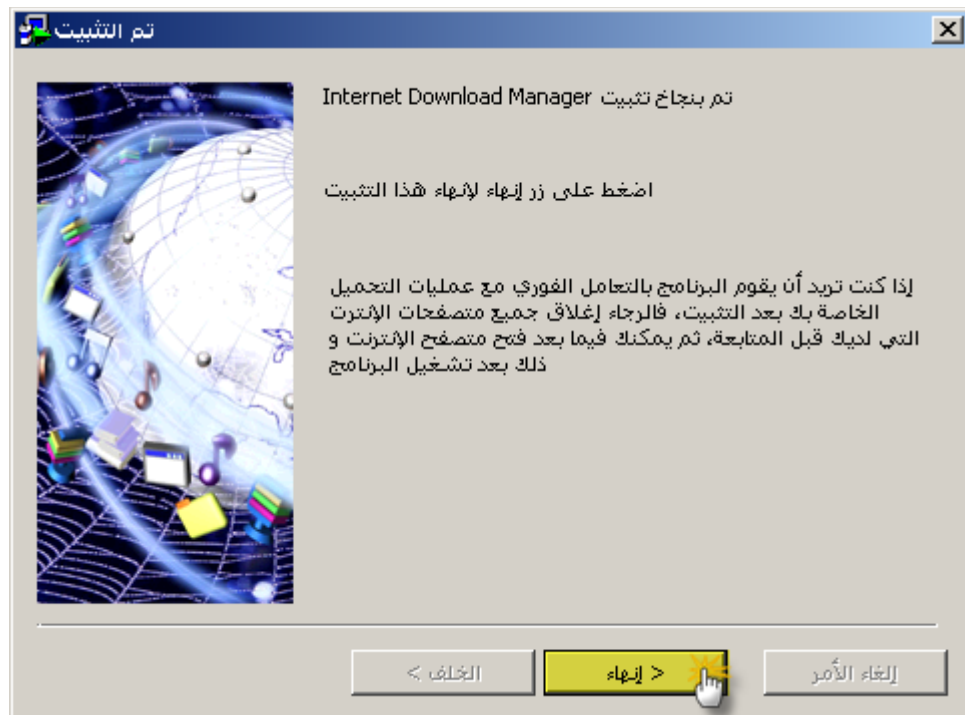 تم التثبيت
تم بنجاخ تثبيت Internet Download Manager
اضغط على زر إنهاء لإنهاء هذا التثبيت
إذا كنت تريد أن يقوم البرنامج بالتعامل الفوري مع عمليات التحميل
الخاصة بك بعد التثبيت، فالرجاء إغلاق جميع متصفحات الإنترت
التي لديك قبل المتابعة، ثم يمكنك فيما بعد فتح متصفح الإنترنت و
ذلك بعد تشغيل البرنامج
الخلف >
< إنهاء
إلغاء الأمر